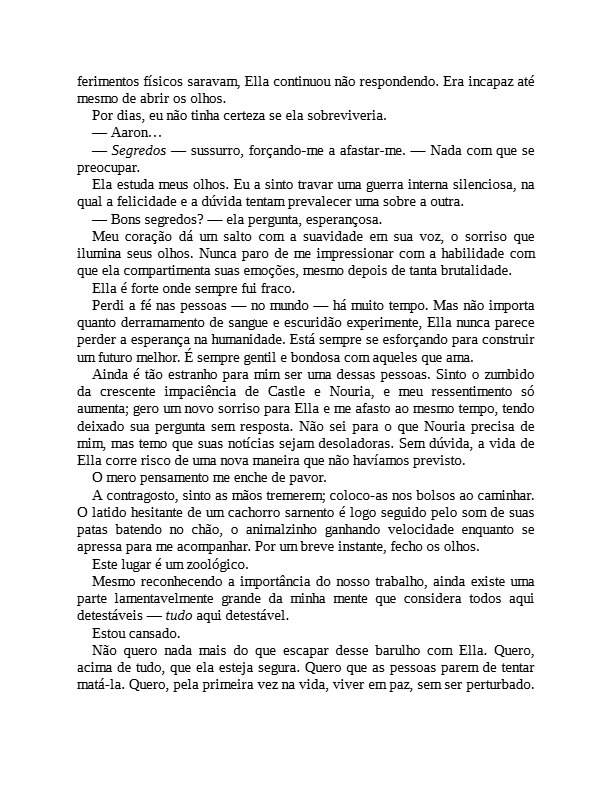 ferimentos físicos saravam, Ella continuou não respondendo. Era incapaz até
mesmo de abrir os olhos.
Por dias, eu não tinha certeza se ela sobreviveria.
— Aaron…
— Segredos — sussurro, forçando-me a afastar-me. — Nada com que se
preocupar.
Ela estuda meus olhos. Eu a sinto travar uma guerra interna silenciosa, na
qual a felicidade e a dúvida tentam prevalecer uma sobre a outra.
— Bons segredos? — ela pergunta, esperançosa.
Meu coração dá um salto com a suavidade em sua voz, o sorriso que
ilumina seus olhos. Nunca paro de me impressionar com a habilidade com
que ela compartimenta suas emoções, mesmo depois de tanta brutalidade.
Ella é forte onde sempre fui fraco.
Perdi a fé nas pessoas — no mundo — há muito tempo. Mas não importa
quanto derramamento de sangue e escuridão experimente, Ella nunca parece
perder a esperança na humanidade. Está sempre se esforçando para construir
um futuro melhor. É sempre gentil e bondosa com aqueles que ama.
Ainda é tão estranho para mim ser uma dessas pessoas. Sinto o zumbido
da crescente impaciência de Castle e Nouria, e meu ressentimento só
aumenta; gero um novo sorriso para Ella e me afasto ao mesmo tempo, tendo
deixado sua pergunta sem resposta. Não sei para o que Nouria precisa de
mim, mas temo que suas notícias sejam desoladoras. Sem dúvida, a vida de
Ella corre risco de uma nova maneira que não havíamos previsto.
O mero pensamento me enche de pavor.
A contragosto, sinto as mãos tremerem; coloco-as nos bolsos ao caminhar.
O latido hesitante de um cachorro sarnento é logo seguido pelo som de suas
patas batendo no chão, o animalzinho ganhando velocidade enquanto se
apressa para me acompanhar. Por um breve instante, fecho os olhos.
Este lugar é um zoológico.
Mesmo reconhecendo a importância do nosso trabalho, ainda existe uma
parte lamentavelmente grande da minha mente que considera todos aqui
detestáveis — tudo aqui detestável.
Estou cansado.
Não quero nada mais do que escapar desse barulho com Ella. Quero,
acima de tudo, que ela esteja segura. Quero que as pessoas parem de tentar
matá-la. Quero, pela primeira vez na vida, viver em paz, sem ser perturbado.